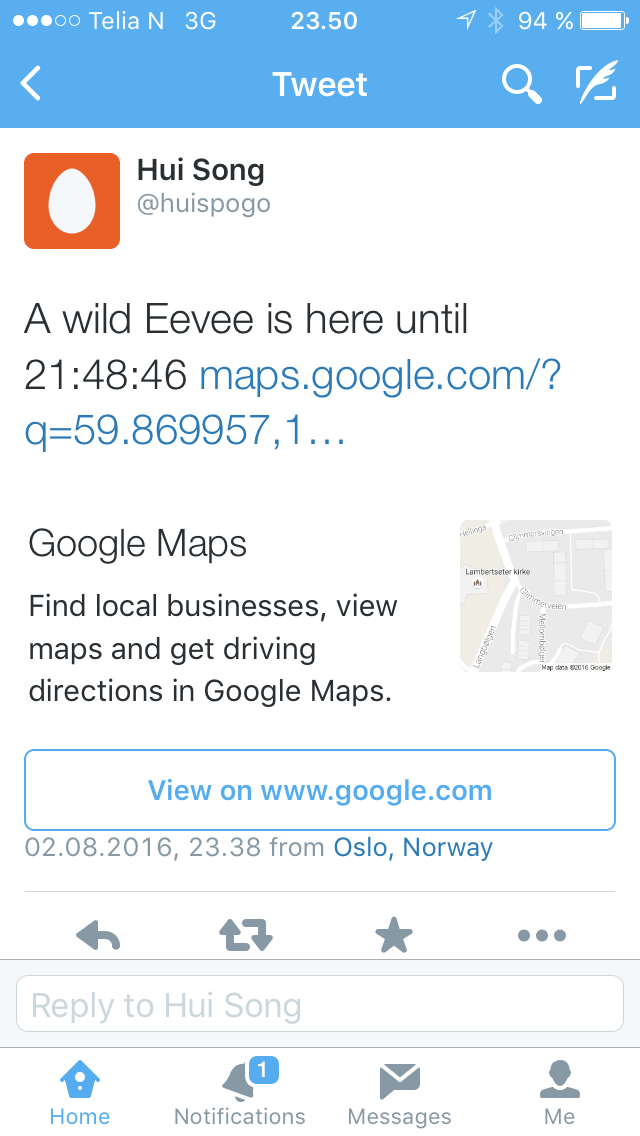 Telia N 3G 23.50 94 %
Tweet
Hui Song
@huispogo
A wild Eevee is here until
21:48:46 maps.google.com/?
q=59.869957,1...
Google Maps
Find local businesses, view
maps and get driving
directions in Google Maps.
Hellinga
Glimmersvingen
Lambertseter kirke
Glimmerveien
Langbølgen
Mellombølgen
Map data ©2016 Google
View on www.google.com
02.08.2016, 23.38 from Oslo, Norway
Reply to Hui Song
1
Home Notifications Messages Me